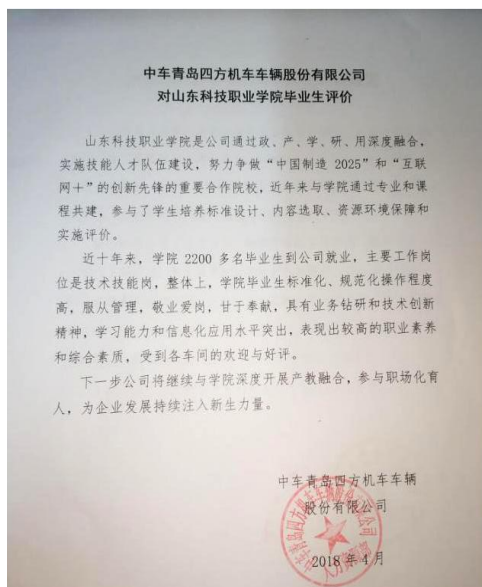 中车青岛四方机车车辆股份有限公司
对山东科技职业学院毕业生评价
山东科技职业学院是公司通过政、产、学、研、用深度融合，
实施技能人才队伍建设，努力争做“中国制造 2025”和“互联
网+”的创新先锋的重要合作院校，近年来与学院通过专业和课
程共建，参与了学生培养标准设计、内容选取、资源环境保障和
实施评价。
近十年来，学院 2200 多名毕业生到公司就业，主要工作岗
位是技术技能岗，整体上，学院毕业生标准化、规范化操作程度
高，服从管理，敬业爱岗，甘于奉献，具有业务钻研和技术创新
精神，学习能力和信息化应用水平突出，表现出较高的职业素养
和综合素质，受到各车间的欢迎与好评。
下一步公司将继续与学院深度开展产教融合，参与职场化育
人，为企业发展持续注入新生力量。
中车青岛四方机车车辆
股份有限公司
2018 年 4 月